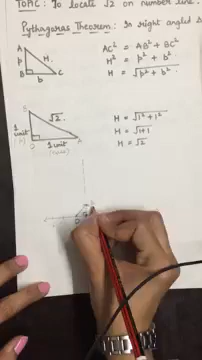 TOPIC: To locate √2 on number line.
Pythagoras Theorem: In right angled Δ
A
P
H
B
b
C
AC² = AB² + BC²
H² = p² + b²
H = √p² + b²
B
√2
1 unit
(P)
O
1 unit
A
H = √1² + 1²
H = √1+1
H = √2